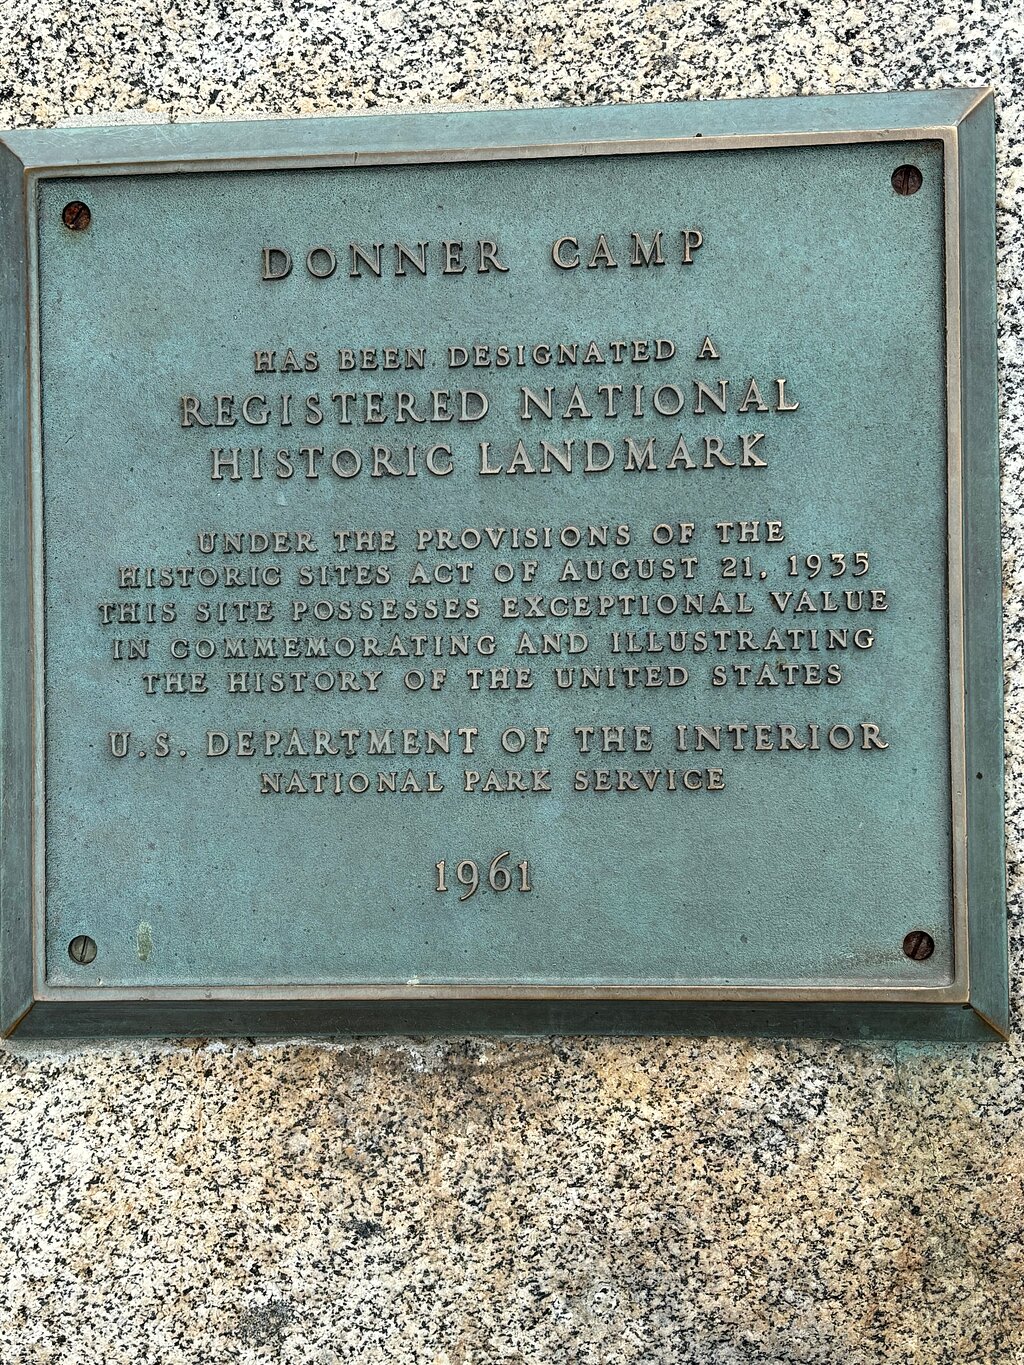 DONNER CAMP
HAS BEEN DESIGNATED A
REGISTERED NATIONAL
HISTORIC LANDMARK
UNDER THE PROVISIONS OF THE
HISTORIC SITES ACT OF AUGUST 21, 1935
THIS SITE POSSESSES EXCEPTIONAL VALUE
IN COMMEMORATING AND ILLUSTRATING
THE HISTORY OF THE UNITED STATES
U.S. DEPARTMENT OF THE INTERIOR
NATIONAL PARK SERVICE
1961